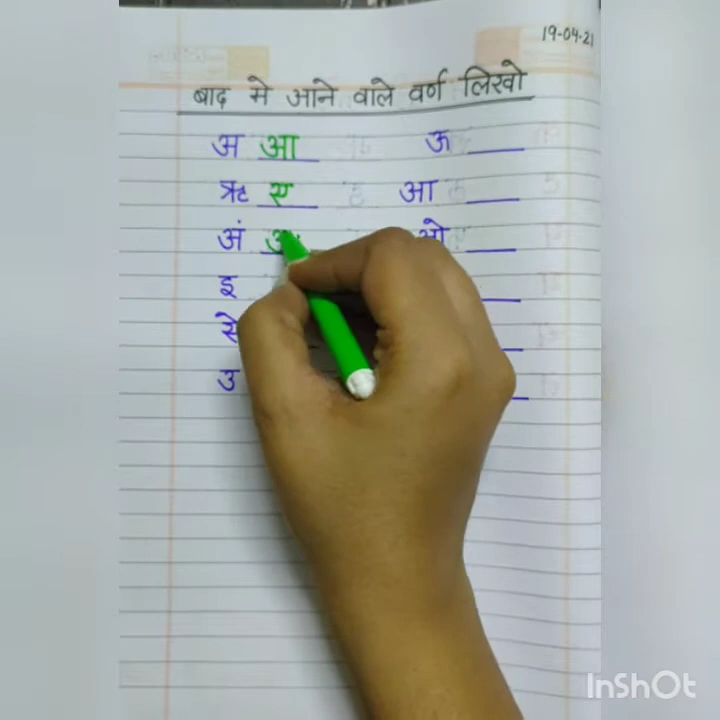 19-04-21
बाद मे आने वाले वर्ण लिखो
अ आ ऊ
ऋ ए आ
अं ओ
इ
ऐ
उ
InShOt